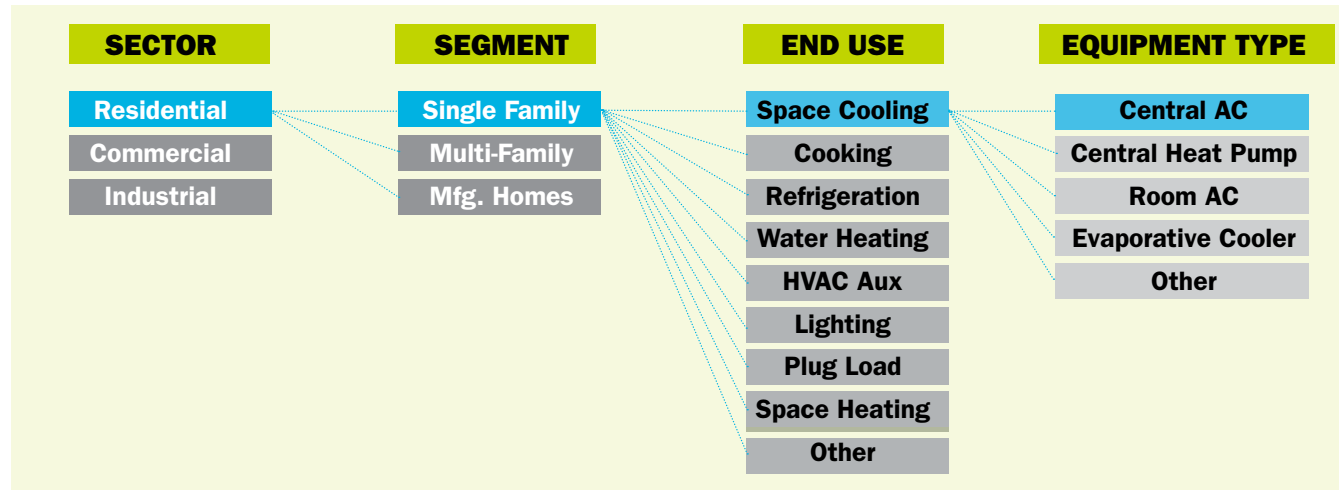 SECTOR
Residential
Commercial
Industrial
SEGMENT
Single Family
Multi-Family
Mfg. Homes
END USE
Space Cooling
Cooking
Refrigeration
Water Heating
HVAC Aux
Lighting
Plug Load
Space Heating
Other
EQUIPMENT TYPE
Central AC
Central Heat Pump
Room AC
Evaporative Cooler
Other